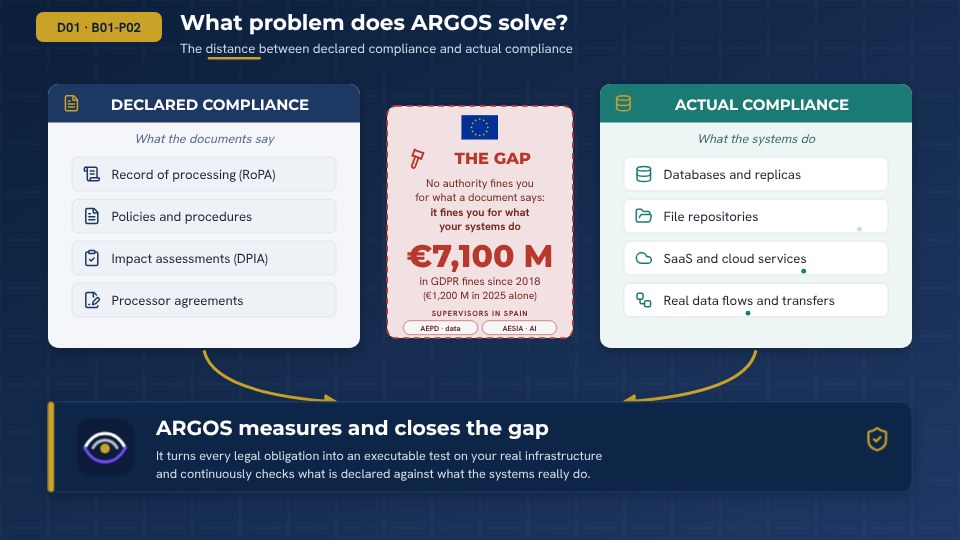 D01 · B01-P02
What problem does ARGOS solve?
The distance between declared compliance and actual compliance
DECLARED COMPLIANCE
What the documents say
Record of processing (RoPA)
Policies and procedures
Impact assessments (DPIA)
Processor agreements
THE GAP
No authority fines you
for what a document says:
it fines you for what
your systems do
€7,100 M
in GDPR fines since 2018
(€1,200 M in 2025 alone)
SUPERVISORS IN SPAIN
AEPD · data
AESIA · AI
ACTUAL COMPLIANCE
What the systems do
Databases and replicas
File repositories
SaaS and cloud services
Real data flows and transfers
ARGOS measures and closes the gap
It turns every legal obligation into an executable test on your real infrastructure
and continuously checks what is declared against what the systems really do.